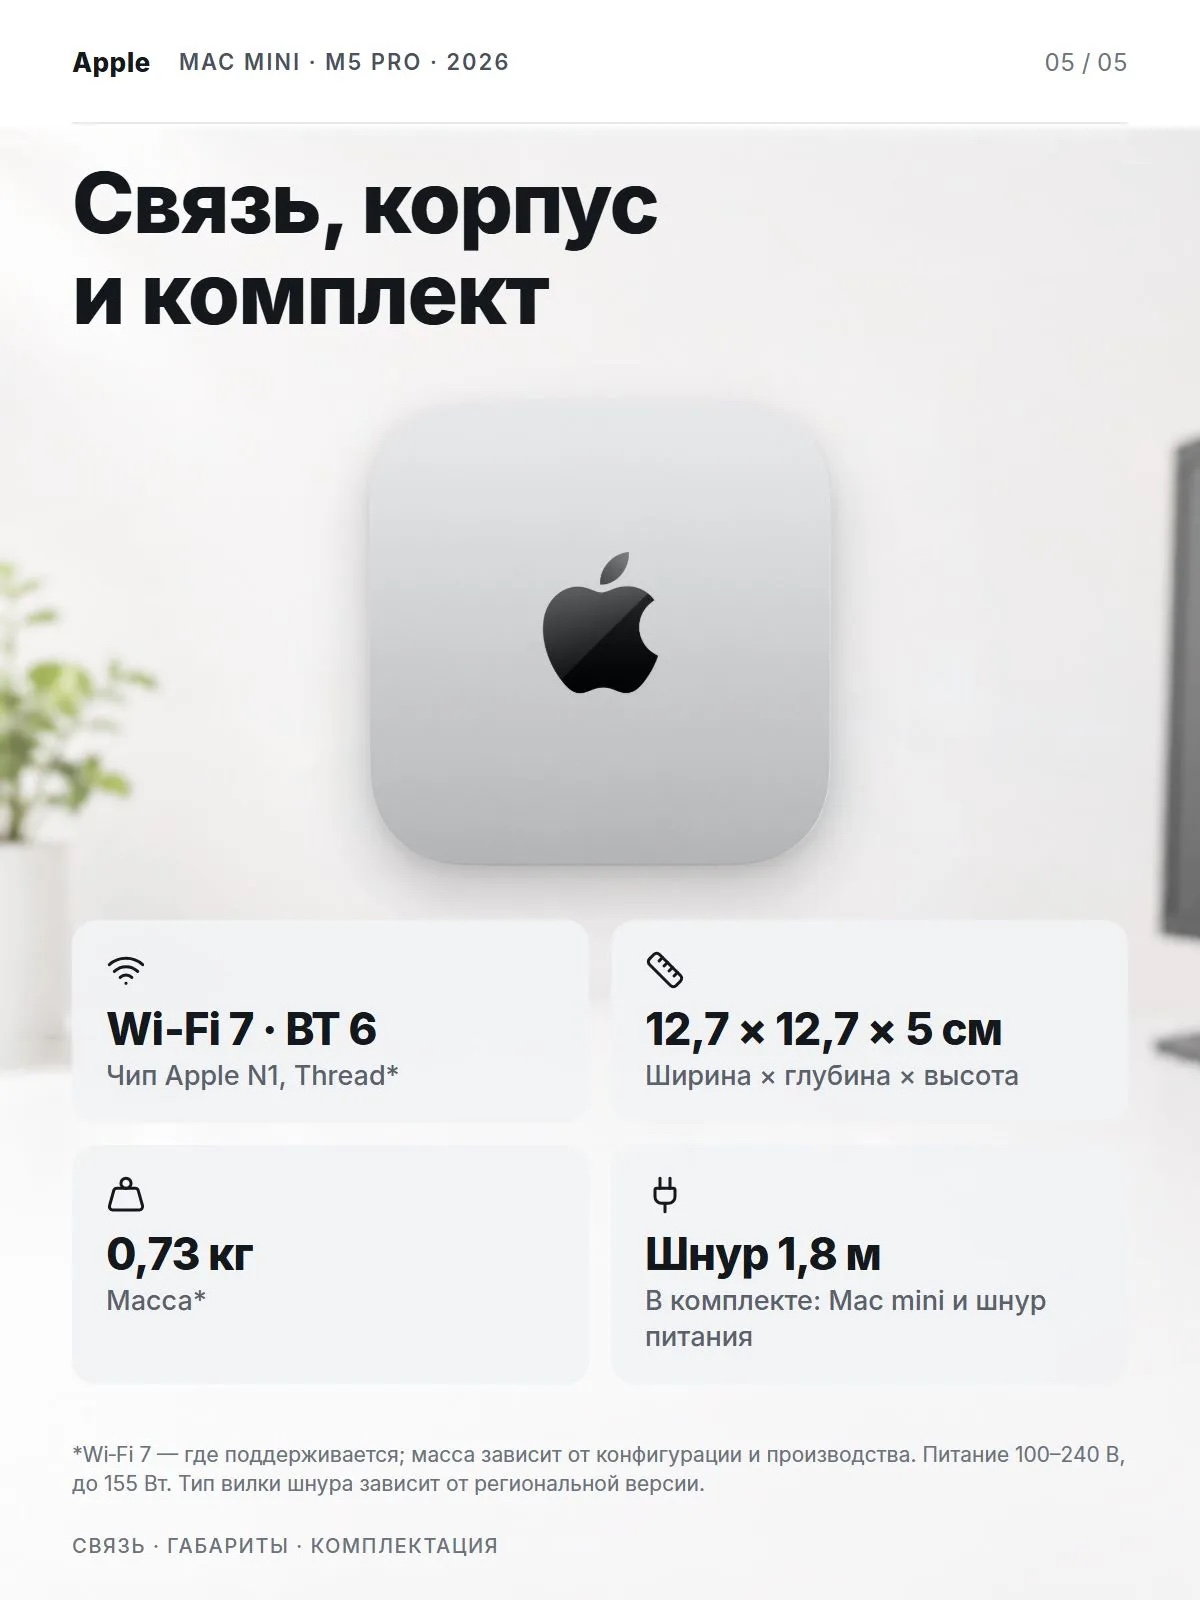 Apple MAC MINI · M5 PRO · 2026 05 / 05
Связь, корпус
и комплект
Wi-Fi 7 · BT 6
Чип Apple N1, Thread*
12,7 × 12,7 × 5 см
Ширина × глубина × высота
0,73 кг
Масса*
Шнур 1,8 м
В комплекте: Mac mini и шнур
питания
*Wi-Fi 7 — где поддерживается; масса зависит от конфигурации и производства. Питание 100–240 В,
до 155 Вт. Тип вилки шнура зависит от региональной версии.
СВЯЗЬ · ГАБАРИТЫ · КОМПЛЕКТАЦИЯ